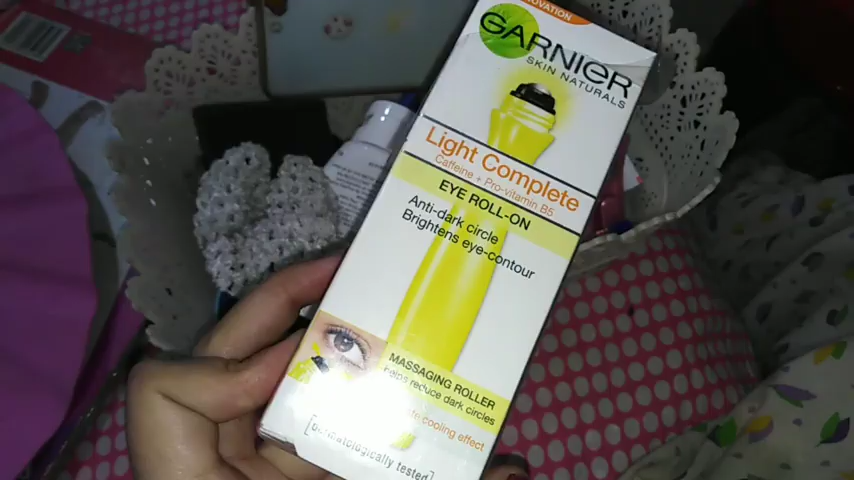 GARNIER
SKIN NATURALS
Light Complete
Caffeine + Pro-vitamin B5
EYE ROLL-ON
Anti-dark circle
Brightens eye-contour
MASSAGING ROLLER
helps reduce dark circles
cooling effect
[dermatologically tested]